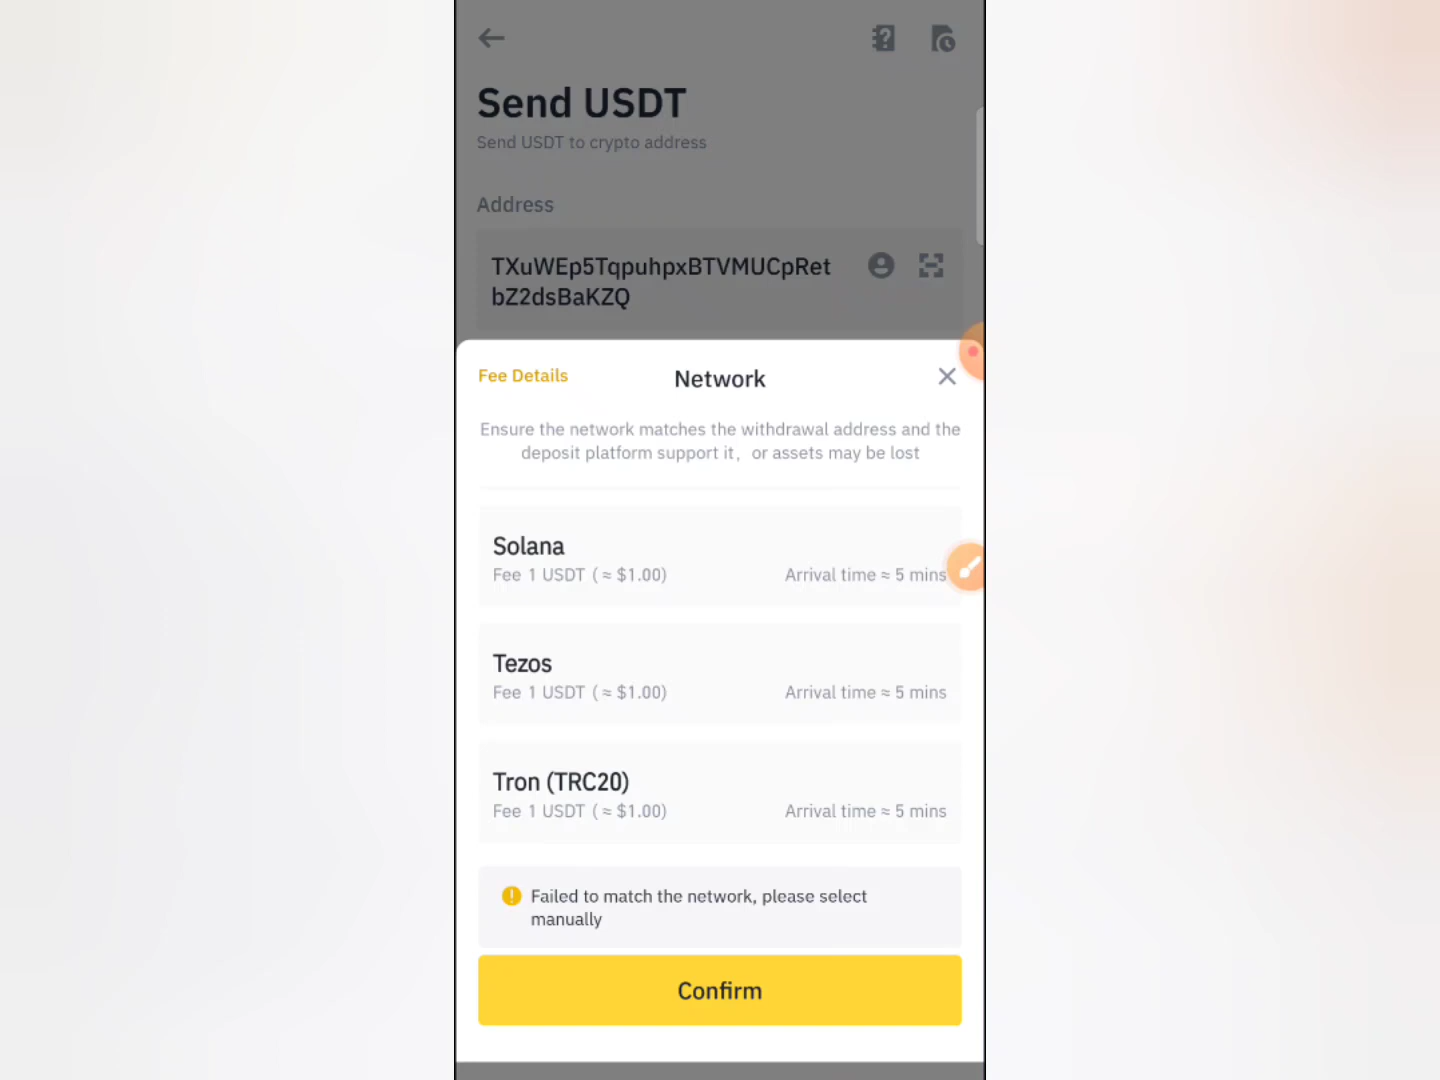 Send USDT
Send USDT to crypto address
Address
TXuWEp5TqpuhpxBTVMUCpRet
bZ2dsBaKZQ
Fee Details
Network
Ensure the network matches the withdrawal address and the
deposit platform support it, or assets may be lost
Solana
Fee 1 USDT (≈ $1.00)
Arrival time ≈ 5 mins
Tezos
Fee 1 USDT (≈ $1.00)
Arrival time ≈ 5 mins
Tron (TRC20)
Fee 1 USDT (≈ $1.00)
Arrival time ≈ 5 mins
Failed to match the network, please select
manually
Confirm